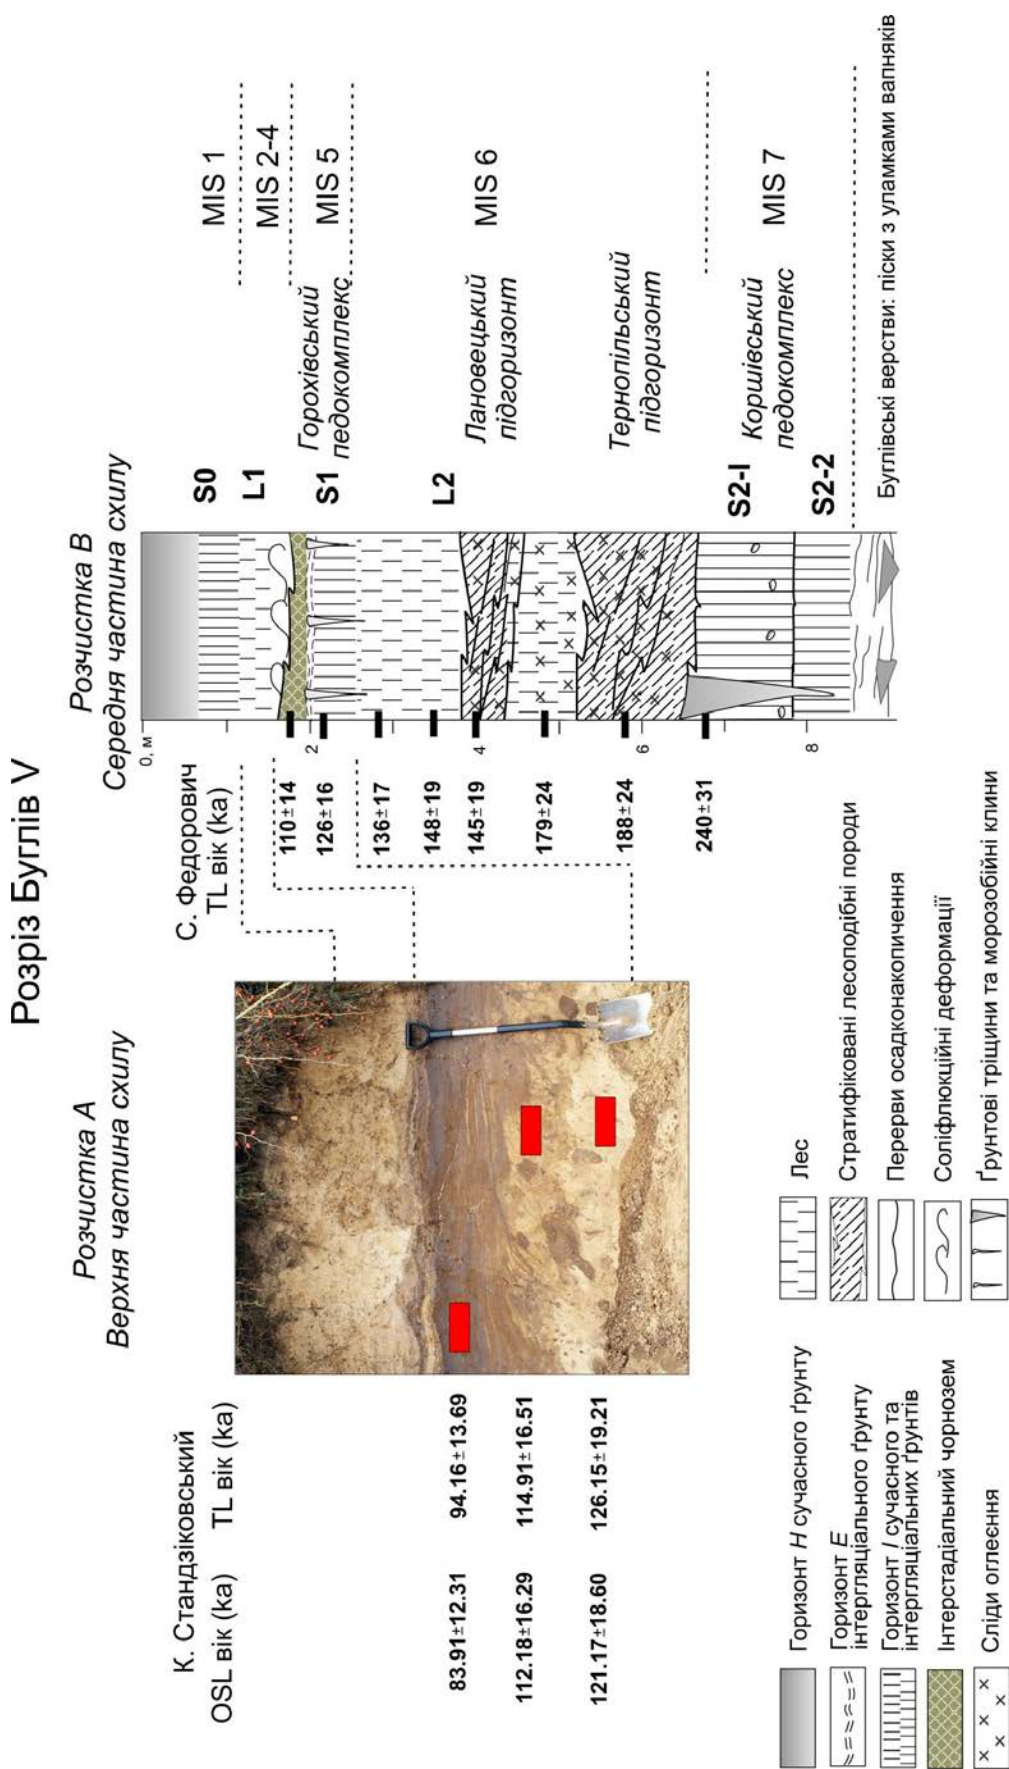 Розріз Буглів V
Розчистка А
Верхня частина схилу
Розчистка В
Середня частина схилу
К. Стандзіковський
OSL вік (ka)
TL вік (ka)
83.91±12.31
94.16±13.69
112.18±16.29
114.91±16.51
121.17±18.60
126.15±19.21
С. Федорович
TL вік (ka)
110±14
126±16
136±17
148±19
145±19
179±24
188±24
240±31
0, м
2
4
6
8
S0
L1
S1
L2
S2-I
S2-2
Горохівський
педокомплекс
Лановецький
підгоризонт
Тернопільський
підгоризонт
Коршівський
педокомплекс
MIS 1
MIS 2-4
MIS 5
MIS 6
MIS 7
Буглівські верстви: піски з уламками вапняків
Горизонт H сучасного ґрунту
Горизонт E
інтергляціального ґрунту
Горизонт I сучасного та
інтергляціальних ґрунтів
Інтерстадіальний чорнозем
Сліди оглеєння
Лес
Стратифіковані лесоподібні породи
Перерви осадконакопичення
Соліфлюкційні деформації
Ґрунтові тріщини та морозобійні клини